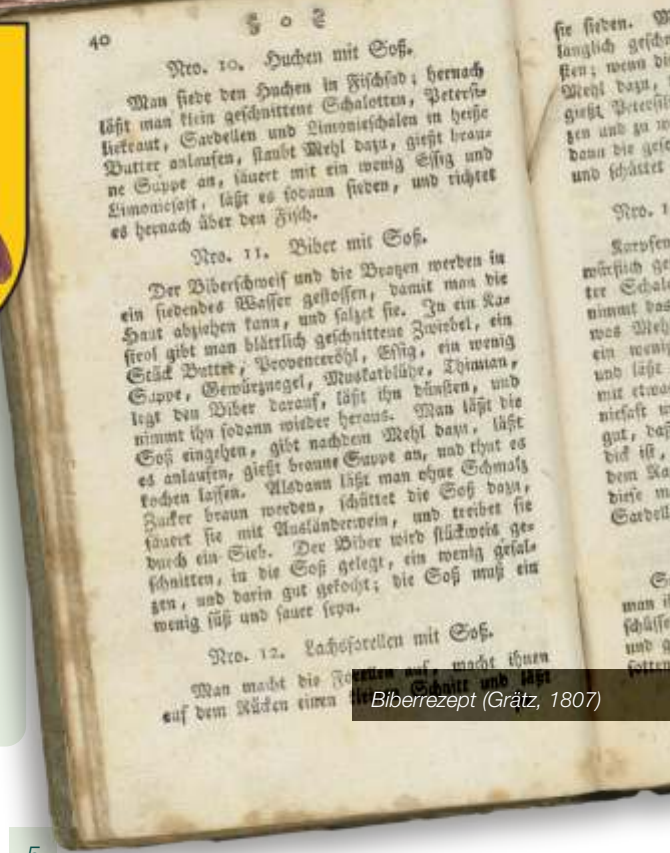 40
Nro. 10. Huchen mit Soß.
Man siede den Huchen in Fischsud; hernach
läßt man klein geschnittene Schalotten, Petersi-
liekraut, Sardellen und Limonieschalen in heiße
Butter anlaufen, staubt Mehl dazu, gießt brau-
ne Suppe an, säuert mit ein wenig Essig und
Limoniesaft, läßt es sodann sieden, und richtet
es hernach über den Fisch.
Nro. 11. Biber mit Soß.
Der Biberschweif und die Bratzen werden in
ein siedendes Wasser gestossen, damit man die
Haut abziehen kann, und salzet sie. In ein Ka-
strol gibt man blättlich geschnittene Zwiebel, ein
Stück Butter, Provenceröhl, Essig, ein wenig
Suppe, Gewürznegel, Muskatblühe, Thimian,
legt den Biber darauf, läßt ihn dünsten, und
nimmt ihn sodann wieder heraus. Man läßt die
Soß eingehen, gibt nachdem Mehl dazu, läßt
es anlaufen, gießt braune Suppe an, und thut es
kochen lassen. Alsdann läßt man ohne Schmalz
Zucker braun werden, schüttet die Soß dazu,
säuert sie mit Ausländerwein, und treibet sie
durch ein Sieb. Der Biber wird stückweis ge-
schnitten, in die Soß gelegt, ein wenig gesal-
zen, und darin gut gekocht; die Soß muß ein
wenig süß und sauer seyn.
Nro. 12. Lachsforellen mit Soß.
Man macht die Forellen auf, macht ihnen
auf dem Rücken einen kleinen Schnitt und läßt
sie sieden.
länglich
sten; wenn die
Mehl dazu,
gießt Petersil
zen und zu
dann die
und schüttet
Nro. 1
Karpfen
würflich
ter
nimmt das
was Mehl
ein wenig
und läßt
mit etwas
niesaft
gut, daß
dick ist,
dem
diese
Sardell
man
und
sotten
Biberrezept (Grätz, 1807)
5